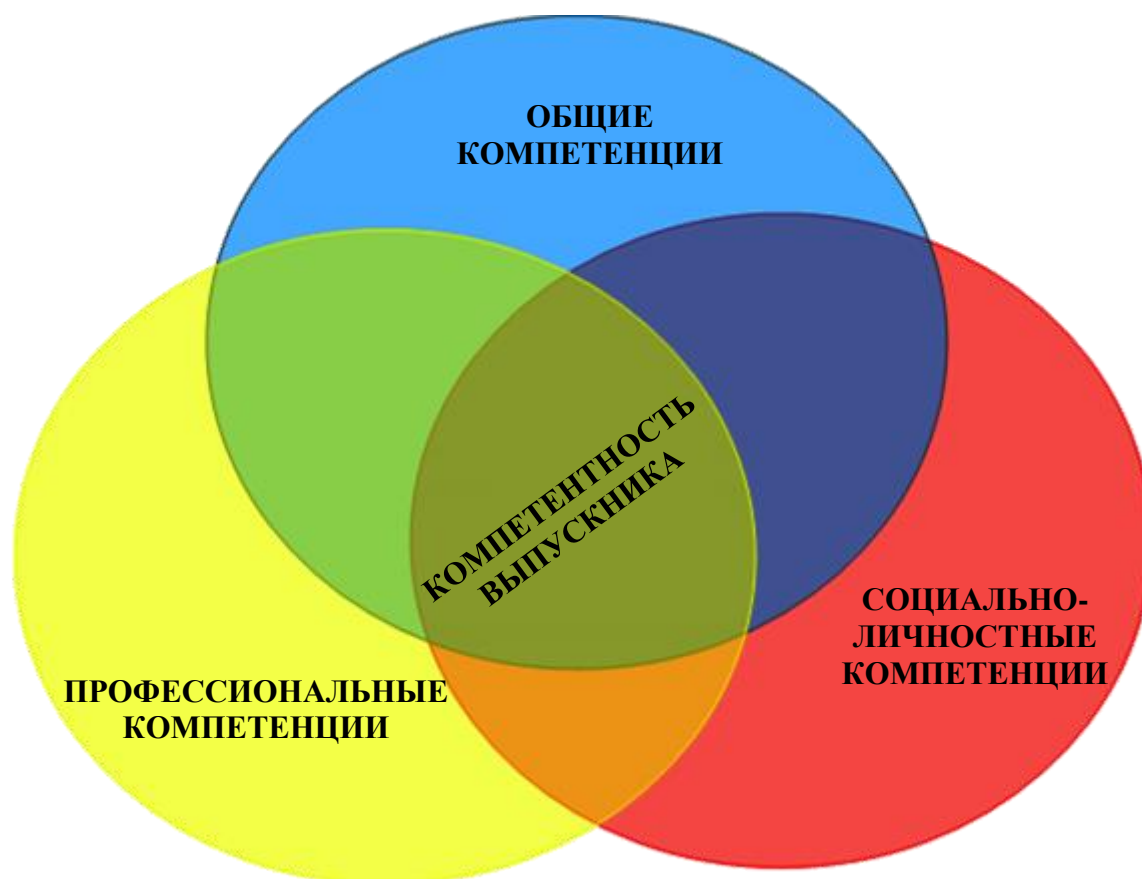 ОБЩИЕ
КОМПЕТЕНЦИИ
КОМПЕТЕНТНОСТЬ
ВЫПУСКНИКА
СОЦИАЛЬНО-
ЛИЧНОСТНЫЕ
КОМПЕТЕНЦИИ
ПРОФЕССИОНАЛЬНЫЕ
КОМПЕТЕНЦИИ